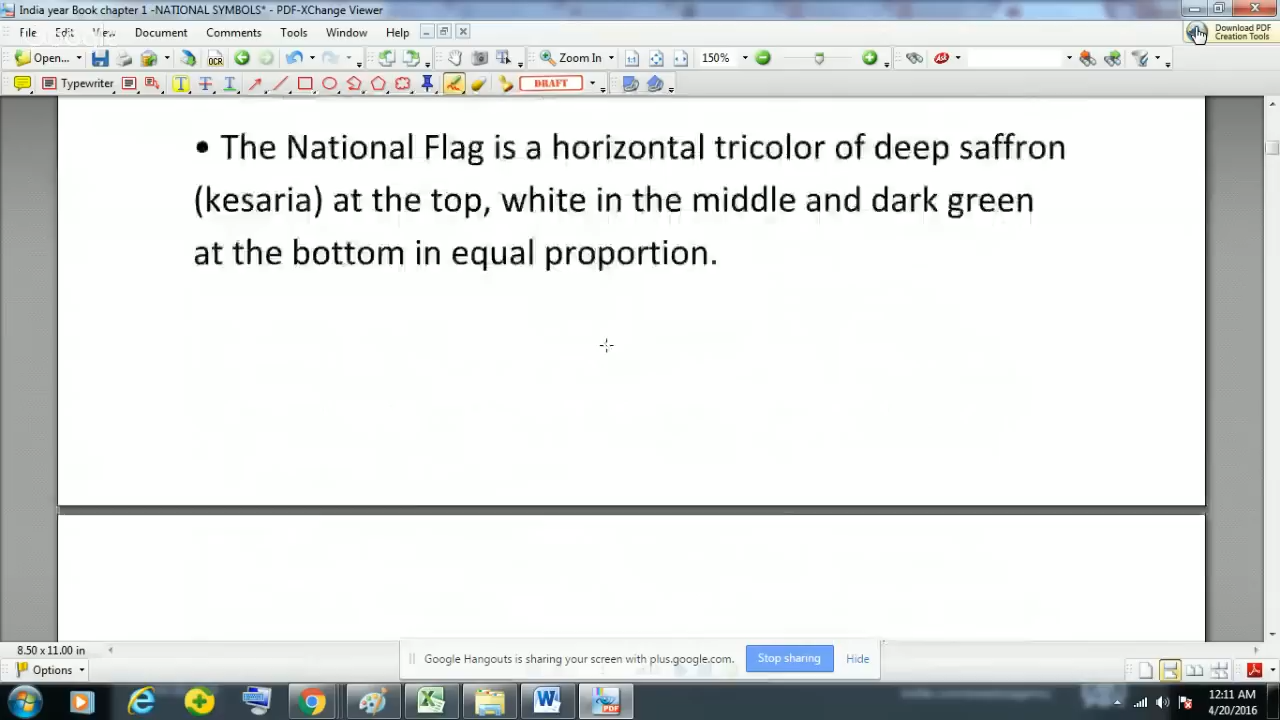 India year Book chapter 1 -NATIONAL SYMBOLS* - PDF-XChange Viewer
File Edit View Document Comments Tools Window Help
Download PDF
Creation Tools
Open... OCR Zoom In 150%
Typewriter T T T DRAFT
• The National Flag is a horizontal tricolor of deep saffron
(kesaria) at the top, white in the middle and dark green
at the bottom in equal proportion.
8.50 x 11.00 in
Google Hangouts is sharing your screen with plus.google.com. Stop sharing Hide
Options
12:11 AM
4/20/2016